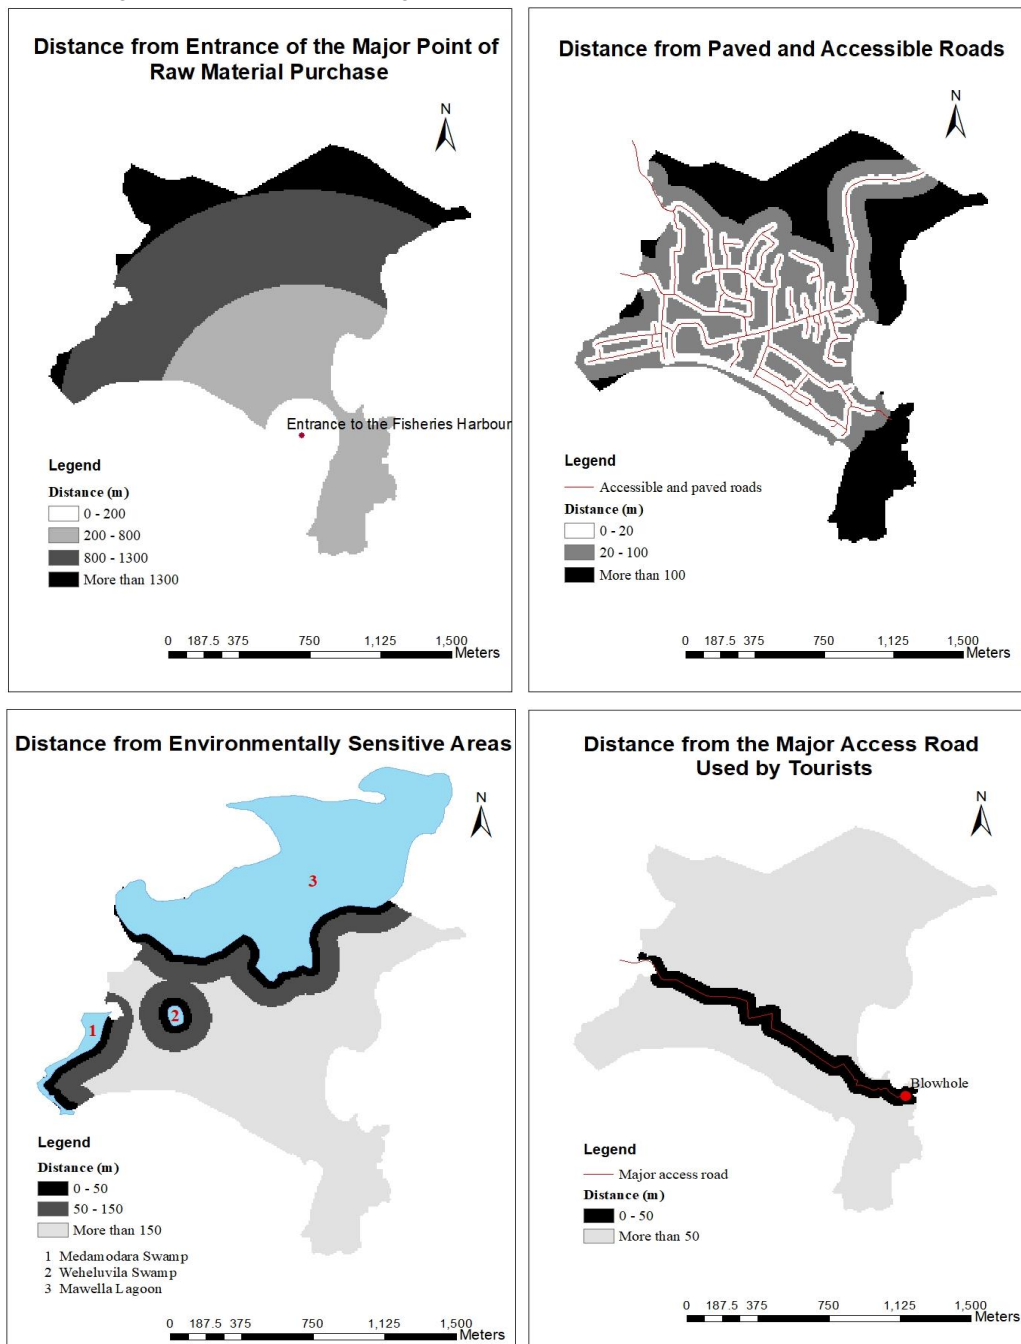 Distance from Entrance of the Major Point of
Raw Material Purchase
N
Entrance to the Fisheries Harbour
Legend
Distance (m)
0 - 200
200 - 800
800 - 1300
More than 1300
0 187.5 375 750 1,125 1,500
Meters
Distance from Paved and Accessible Roads
N
Legend
Accessible and paved roads
Distance (m)
0 - 20
20 - 100
More than 100
0 187.5 375 750 1,125 1,500
Meters
Distance from Environmentally Sensitive Areas
N
3
2
1
Legend
Distance (m)
0 - 50
50 - 150
More than 150
1 Medamodara Swamp
2 Weheluvila Swamp
3 Mawella Lagoon
0 187.5 375 750 1,125 1,500
Meters
Distance from the Major Access Road
Used by Tourists
N
Blowhole
Legend
Major access road
Distance (m)
0 - 50
More than 50
0 187.5 375 750 1,125 1,500
Meters